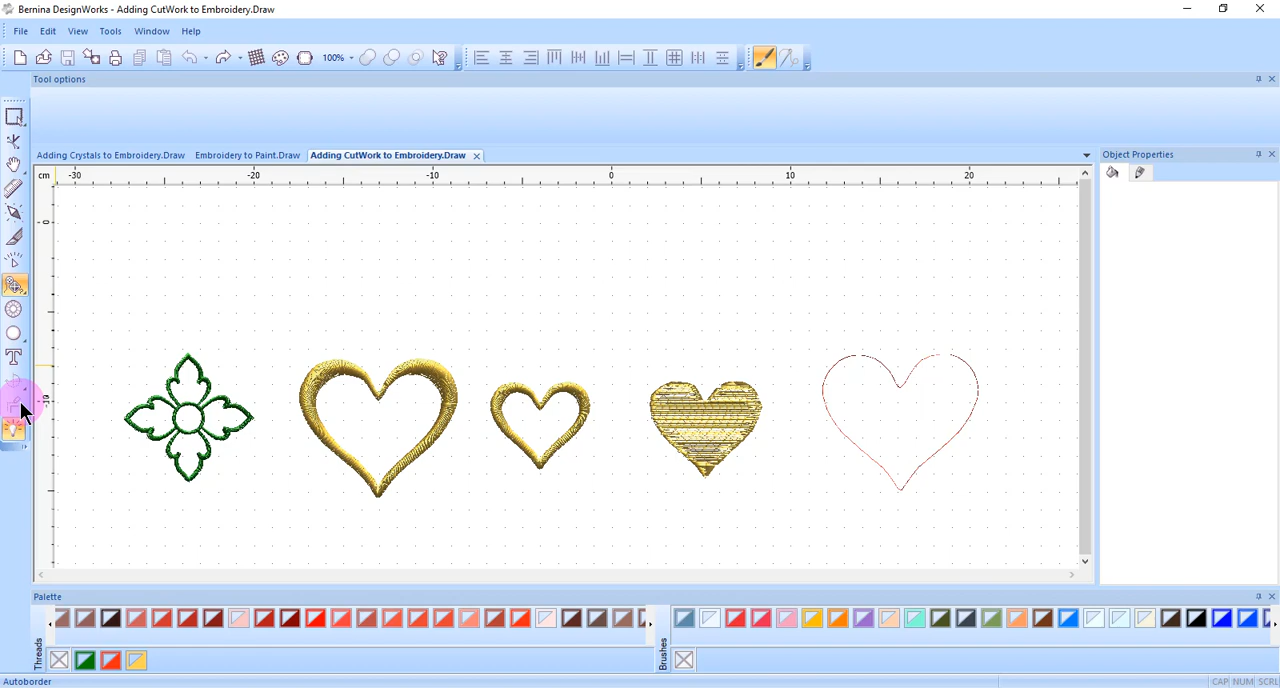 Bernina DesignWorks - Adding CutWork to Embroidery.Draw
File Edit View Tools Window Help
100%
Tool options
Adding Crystals to Embroidery.Draw Embroidery to Paint.Draw Adding CutWork to Embroidery.Draw
Object Properties
cm -30 -20 -10 0 10 20
0
Palette
Threads
Brushes
Autoborder
CAP NUM SCRL